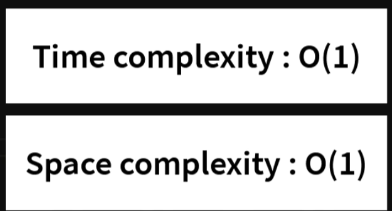 Time complexity : O(1)
Space complexity : O(1)